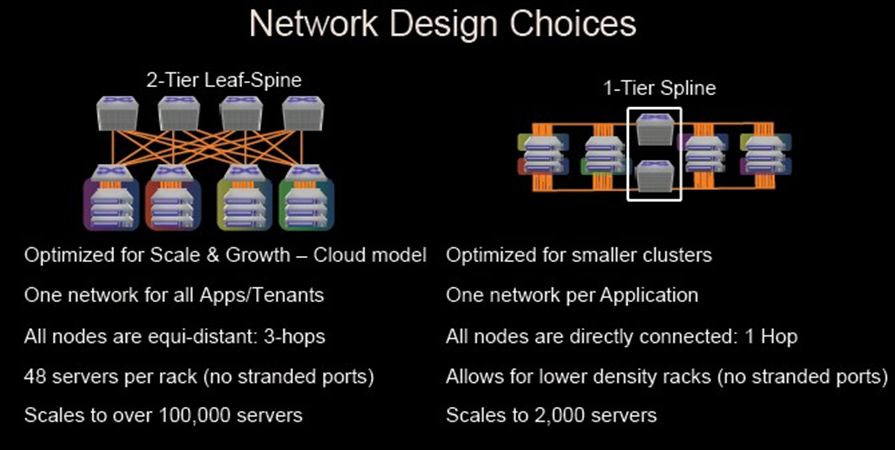 Network Design Choices
2-Tier Leaf-Spine
Optimized for Scale & Growth – Cloud model
One network for all Apps/Tenants
All nodes are equi-distant: 3-hops
48 servers per rack (no stranded ports)
Scales to over 100,000 servers
1-Tier Spline
Optimized for smaller clusters
One network per Application
All nodes are directly connected: 1 Hop
Allows for lower density racks (no stranded ports)
Scales to 2,000 servers